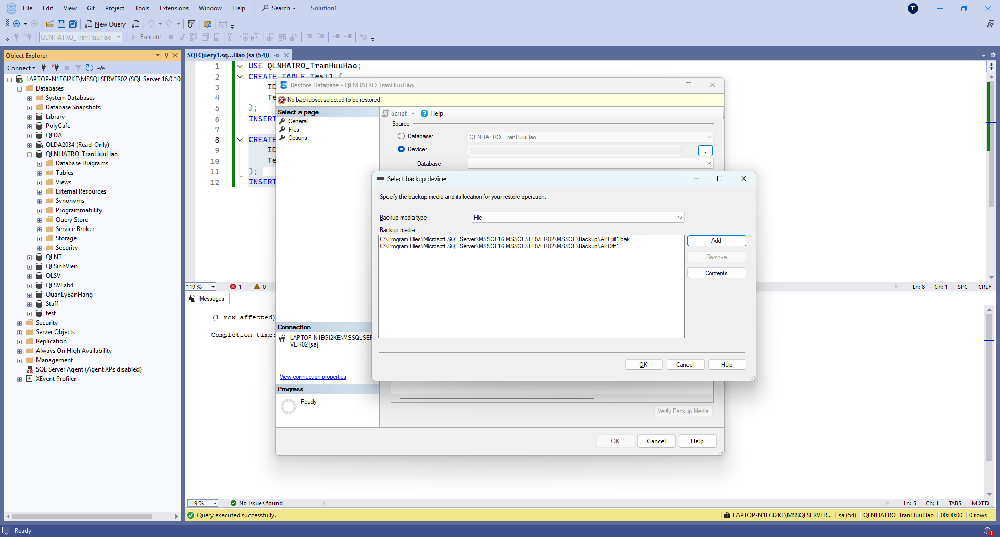 File Edit View Git Project Tools Extensions Window Help Search Solution1 T
New Query
QLNHATRO_TranHuuHao Execute
Object Explorer
Connect
LAPTOP-N1EGI2KE\MSSQLSERVER02 (SQL Server 16.0.10
Databases
System Databases
Database Snapshots
Library
PolyCafe
QLDA
QLDA2034 (Read-Only)
QLNHATRO_TranHuuHao
Database Diagrams
Tables
Views
External Resources
Synonyms
Programmability
Query Store
Service Broker
Storage
Security
QLNT
QLSinhVien
QLSV
QLSVLab4
QuanLyBanHang
Staff
test
Security
Server Objects
Replication
Always On High Availability
Management
SQL Server Agent (Agent XPs disabled)
XEvent Profiler
SQLQuery1.sq...Hao (sa (54))
1 USE QLNHATRO_TranHuuHao;
2 CREATE TABLE Test1 (
3 ID
4 Te
5 );
6 INSERT
7
8 CREATE
9 ID
10 Te
11 );
12 INSERT
119 % 1 0
Ln: 8 Ch: 1 SPC CRLF
Messages
(1 row affected)
Completion time:
119 % No issues found
Ln: 5 Ch: 1 TABS MIXED
Query executed successfully.
LAPTOP-N1EGI2KE\MSSQLSERVER... sa (54) QLNHATRO_TranHuuHao 00:00:00 0 rows
Restore Database - QLNHATRO_TranHuuHao
No backupset selected to be restored.
Select a page
General
Files
Options
Script Help
Source
Database: QLNHATRO_TranHuuHao
Device: ...
Database:
Connection
LAPTOP-N1EGI2KE\MSSQLSER
VER02 [sa]
View connection properties
Progress
Ready
Verify Backup Media
OK Cancel Help
Select backup devices
Specify the backup media and its location for your restore operation.
Backup media type: File
Backup media:
C:\Program Files\Microsoft SQL Server\MSSQL16.MSSQLSERVER02\MSSQL\Backup\APFull1.bak
C:\Program Files\Microsoft SQL Server\MSSQL16.MSSQLSERVER02\MSSQL\Backup\APDiff1
Add
Remove
Contents
OK Cancel Help
Ready
1